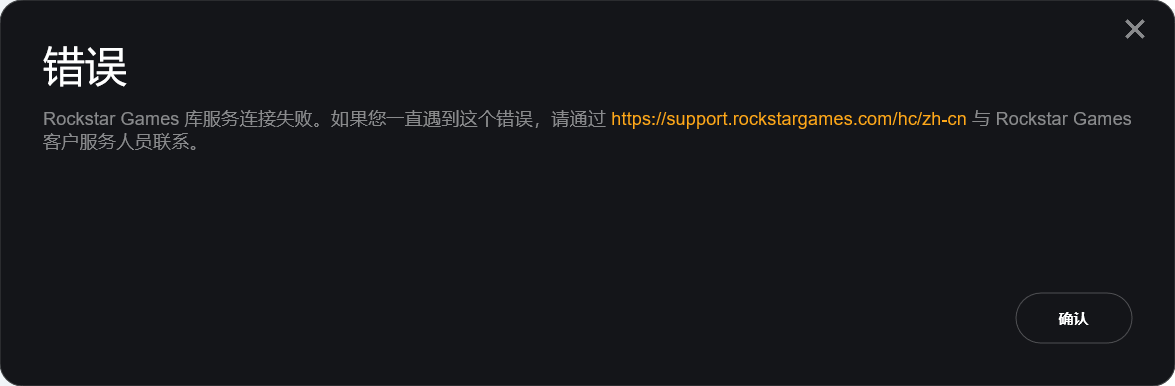 错误
Rockstar Games 库服务连接失败。如果您一直遇到这个错误，请通过 https://support.rockstargames.com/hc/zh-cn 与 Rockstar Games
客户服务人员联系。
确认